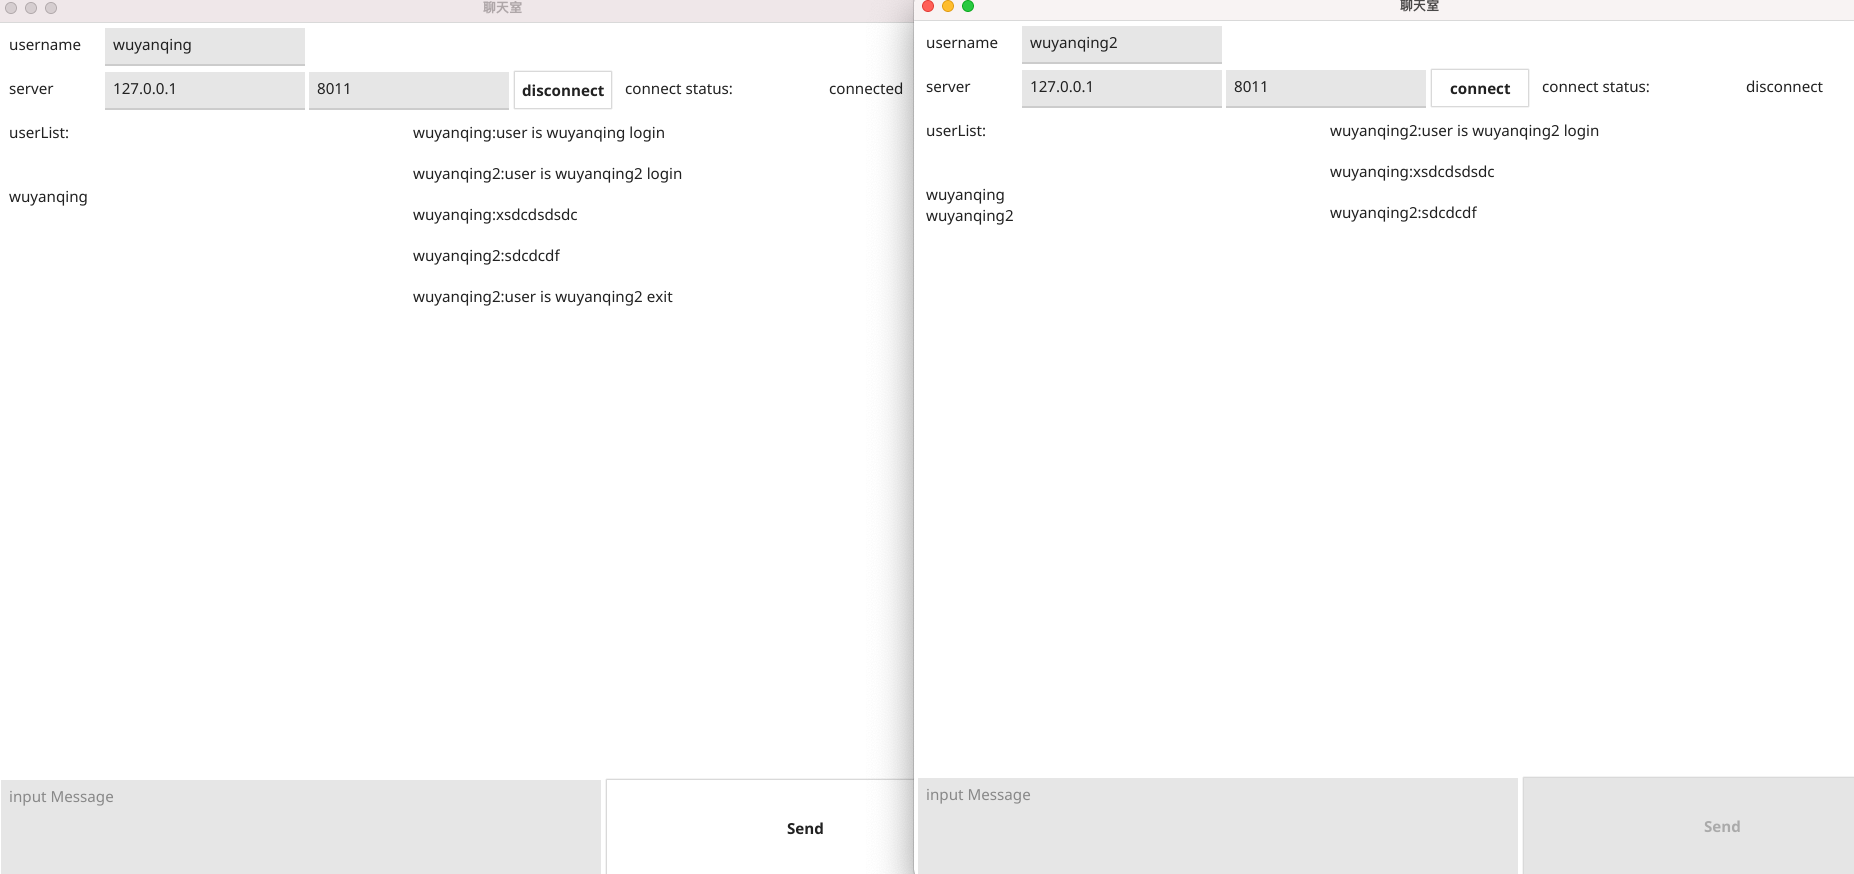 聊天室
username wuyanqing
server 127.0.0.1 8011 disconnect connect status: connected
userList:
wuyanqing
wuyanqing:user is wuyanqing login
wuyanqing2:user is wuyanqing2 login
wuyanqing:xsdcdsdsdc
wuyanqing2:sdcdcdf
wuyanqing2:user is wuyanqing2 exit
input Message
Send
聊天室
username wuyanqing2
server 127.0.0.1 8011 connect connect status: disconnect
userList:
wuyanqing
wuyanqing2
wuyanqing2:user is wuyanqing2 login
wuyanqing:xsdcdsdsdc
wuyanqing2:sdcdcdf
input Message
Send